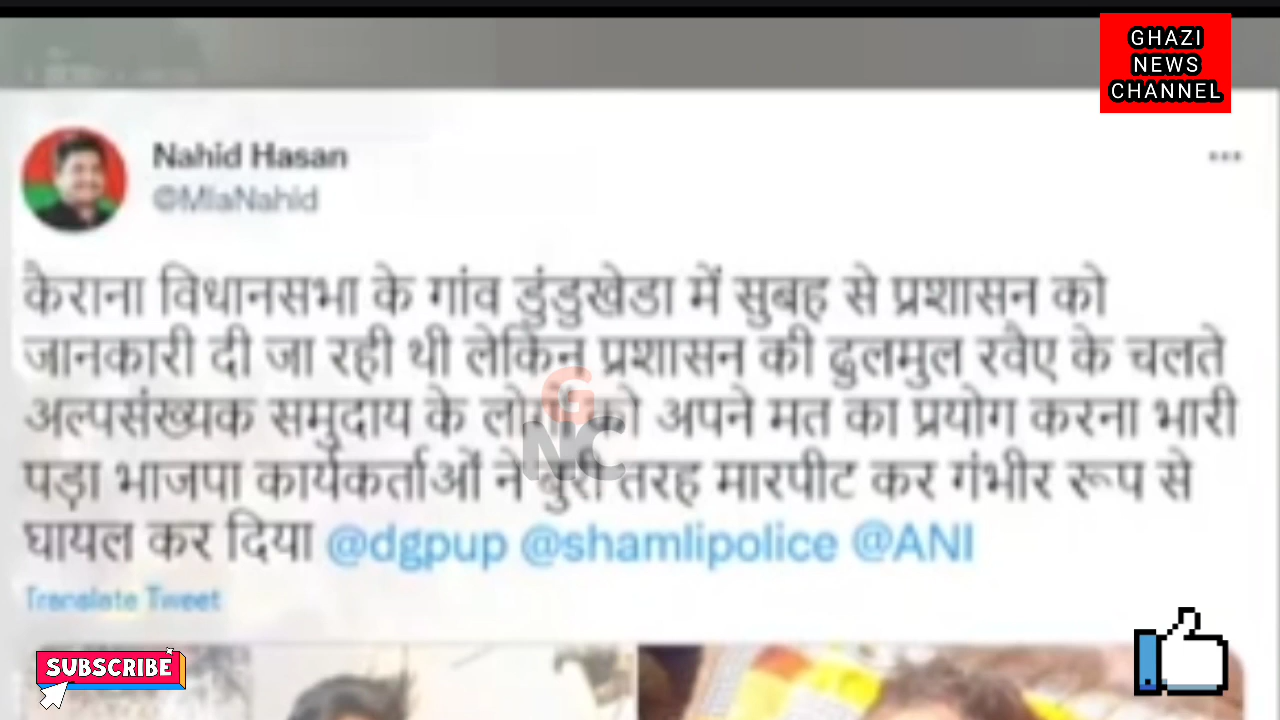 GHAZI
NEWS
CHANNEL
Nahid Hasan
@MlaNahid
कैराना विधानसभा के गांव डुंडुखेडा में सुबह से प्रशासन को
जानकारी दी जा रही थी लेकिन प्रशासन की ढुलमुल रवैए के चलते
अल्पसंख्यक समुदाय के लोगों को अपने मत का प्रयोग करना भारी
पड़ा भाजपा कार्यकर्ताओं ने बुरी तरह मारपीट कर गंभीर रूप से
घायल कर दिया @dgpup @shamlipolice @ANI
Translate Tweet
GNC
SUBSCRIBE